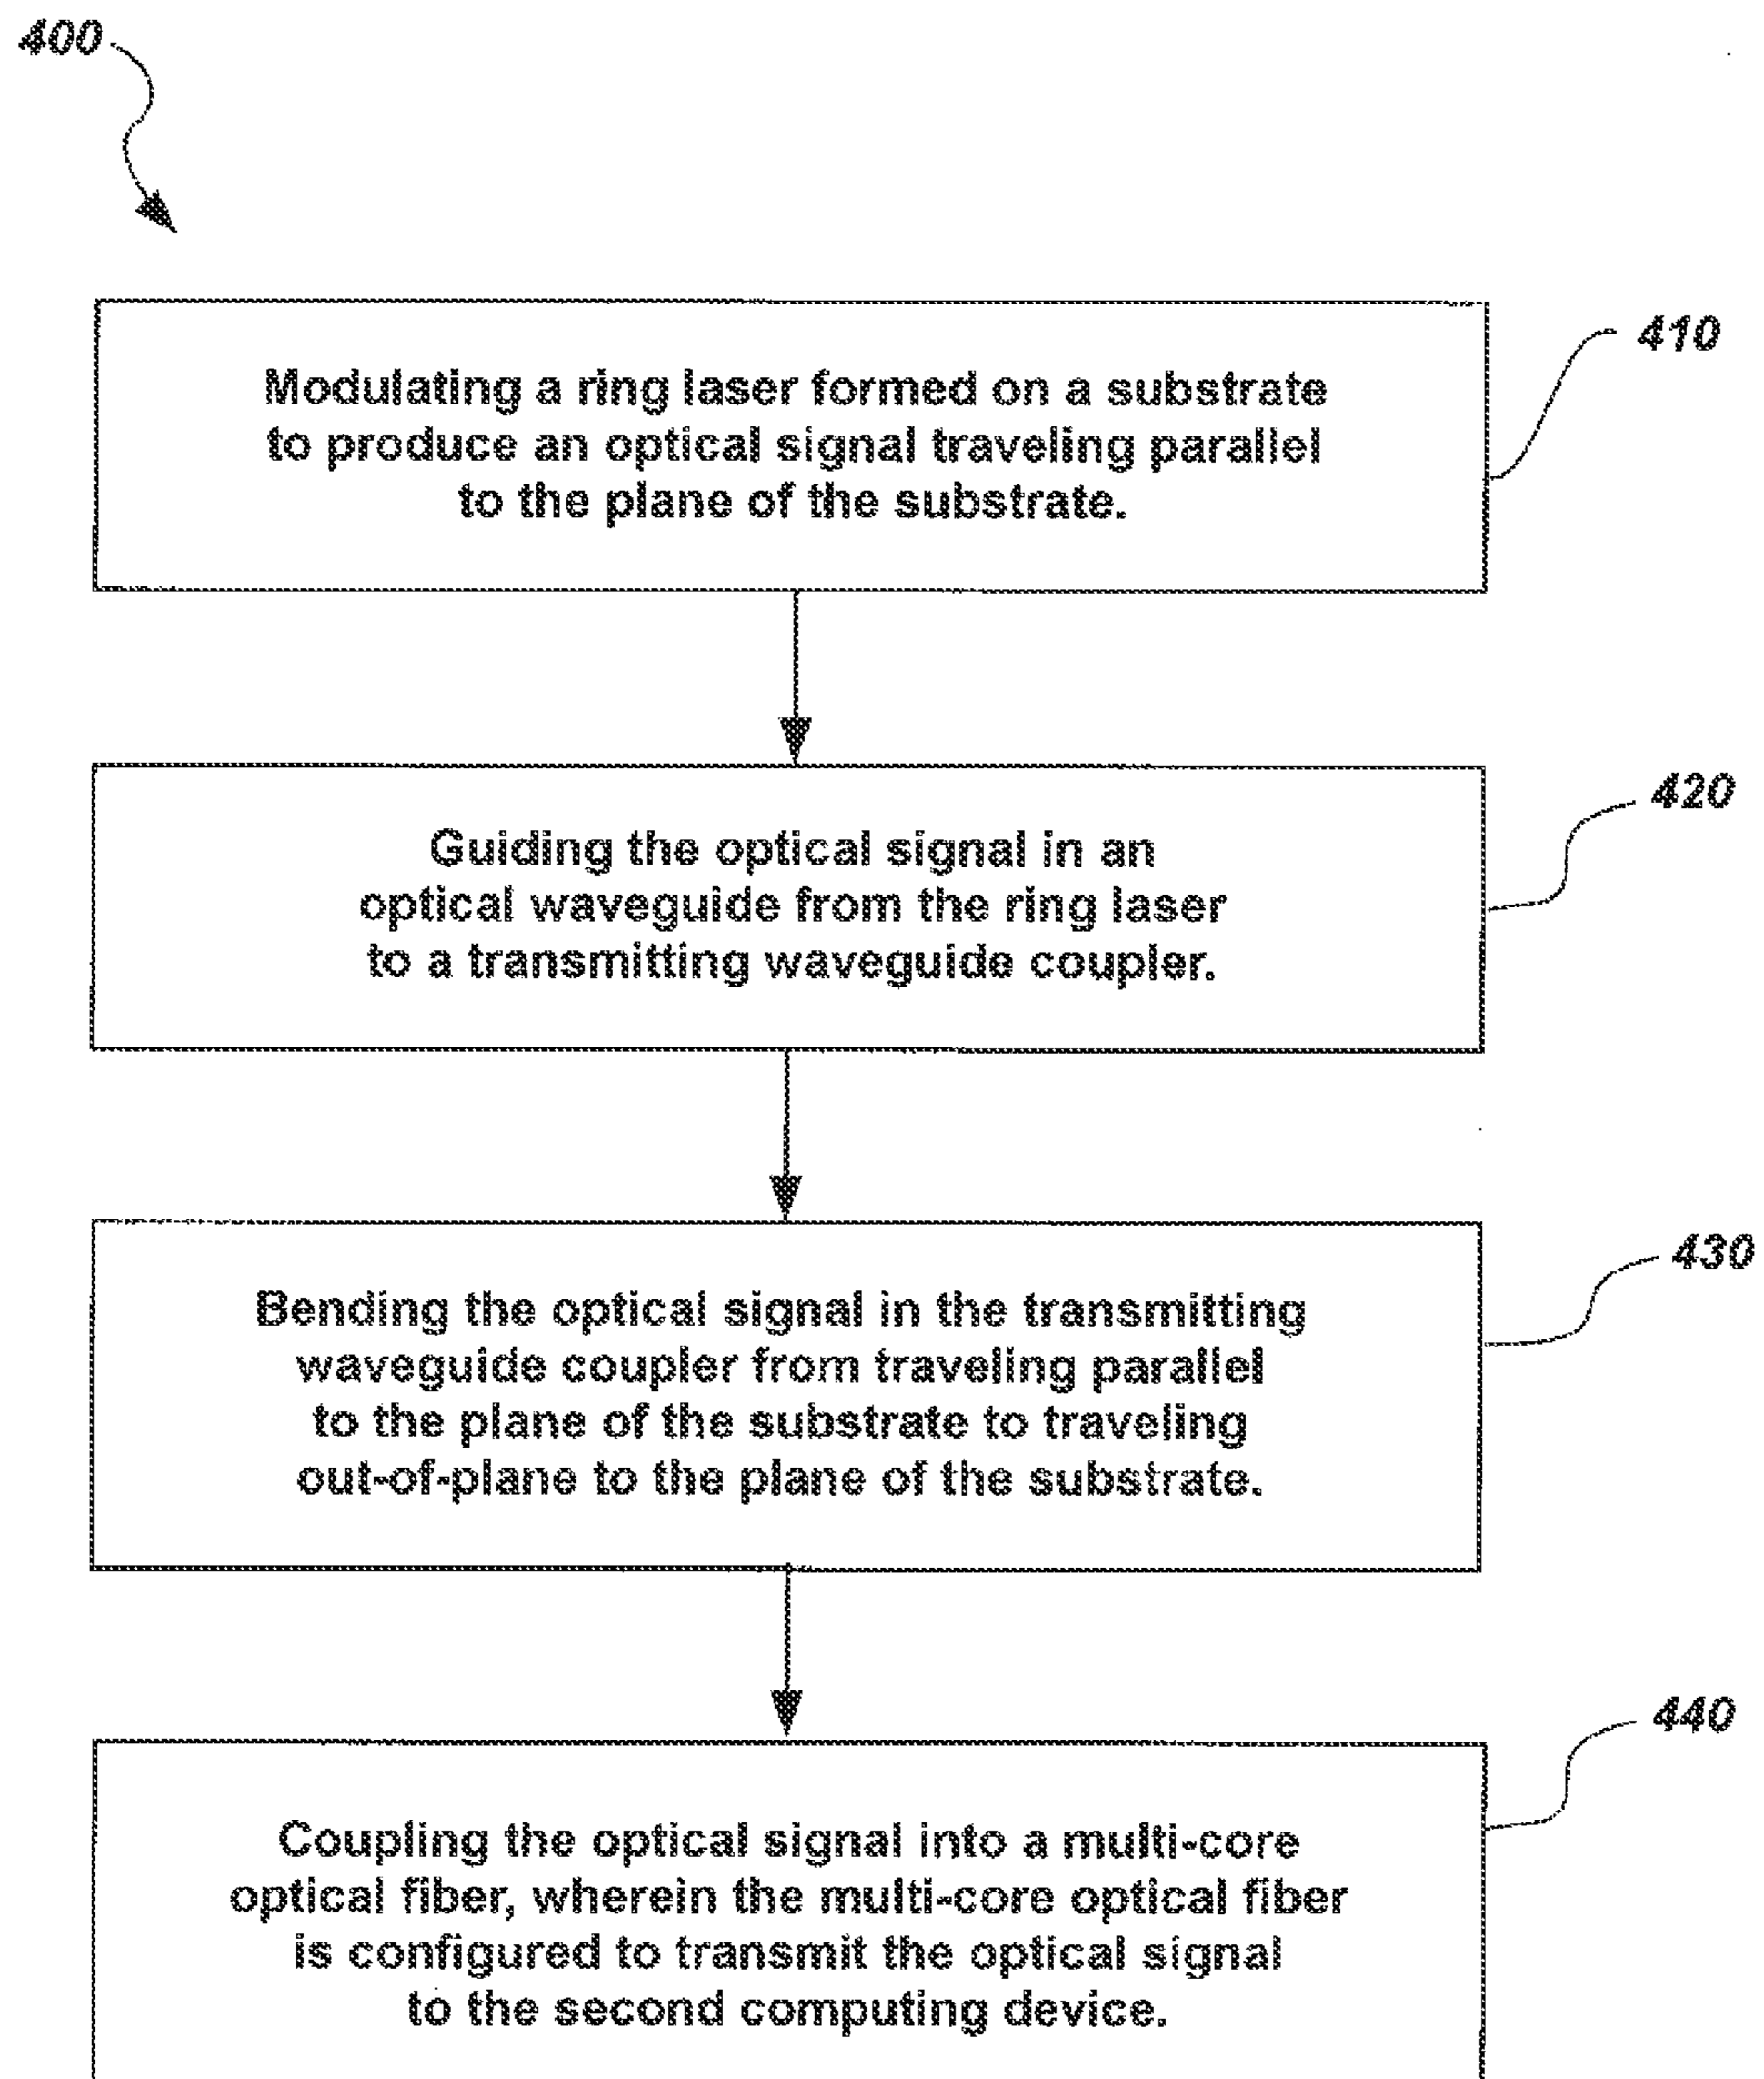 400
410
Modulating a ring laser formed on a substrate
to produce an optical signal traveling parallel
to the plane of the substrate.
420
Guiding the optical signal in an
optical waveguide from the ring laser
to a transmitting waveguide coupler.
430
Bending the optical signal in the transmitting
waveguide coupler from traveling parallel
to the plane of the substrate to traveling
out-of-plane to the plane of the substrate.
440
Coupling the optical signal into a multi-core
optical fiber, wherein the multi-core optical fiber
is configured to transmit the optical signal
to the second computing device.